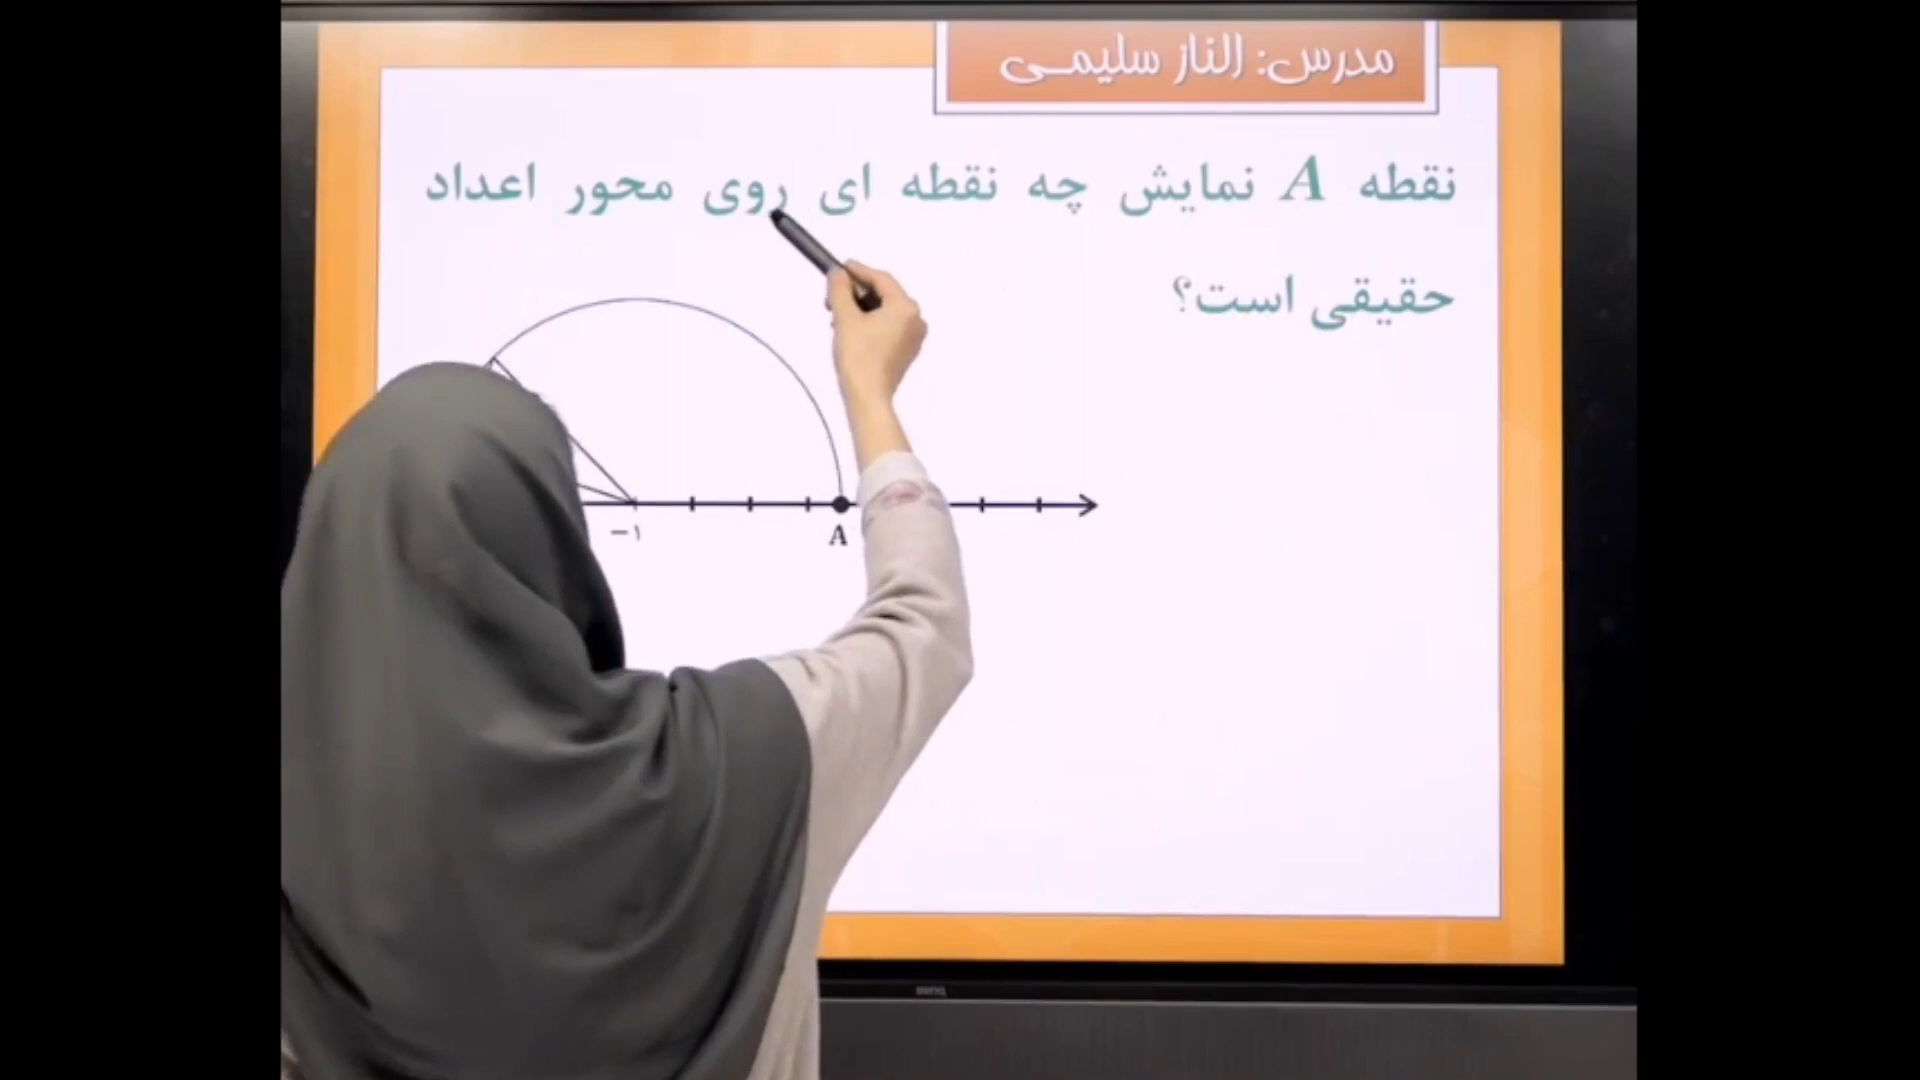 مدرس: الناز سلیمی
نقطه A نمایش چه نقطه ای روی محور اعداد
حقیقی است؟
−۱
A